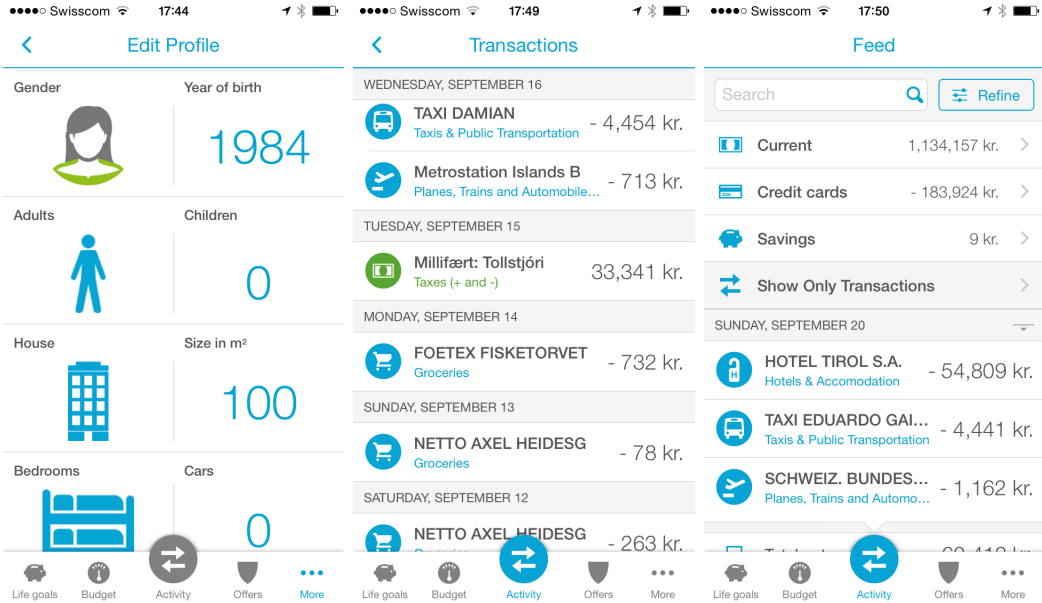 Swisscom 17:44
Edit Profile
Gender Year of birth
1984
Adults Children
0
House Size in m²
100
Bedrooms Cars
0
Life goals Budget Activity Offers More
Swisscom 17:49
Transactions
WEDNESDAY, SEPTEMBER 16
TAXI DAMIAN - 4,454 kr.
Taxis & Public Transportation
Metrostation Islands B - 713 kr.
Planes, Trains and Automobile...
TUESDAY, SEPTEMBER 15
Millifært: Tollstjóri 33,341 kr.
Taxes (+ and -)
MONDAY, SEPTEMBER 14
FOETEX FISKETORVET - 732 kr.
Groceries
SUNDAY, SEPTEMBER 13
NETTO AXEL HEIDESG - 78 kr.
Groceries
SATURDAY, SEPTEMBER 12
NETTO AXEL HEIDESG - 263 kr.
Life goals Budget Activity Offers More
Swisscom 17:50
Feed
Search Refine
Current 1,134,157 kr.
Credit cards - 183,924 kr.
Savings 9 kr.
Show Only Transactions
SUNDAY, SEPTEMBER 20
HOTEL TIROL S.A. - 54,809 kr.
H
Hotels & Accomodation
TAXI EDUARDO GAI... - 4,441 kr.
Taxis & Public Transportation
SCHWEIZ. BUNDES... - 1,162 kr.
Planes, Trains and Automo...
Life goals Budget Activity Offers More